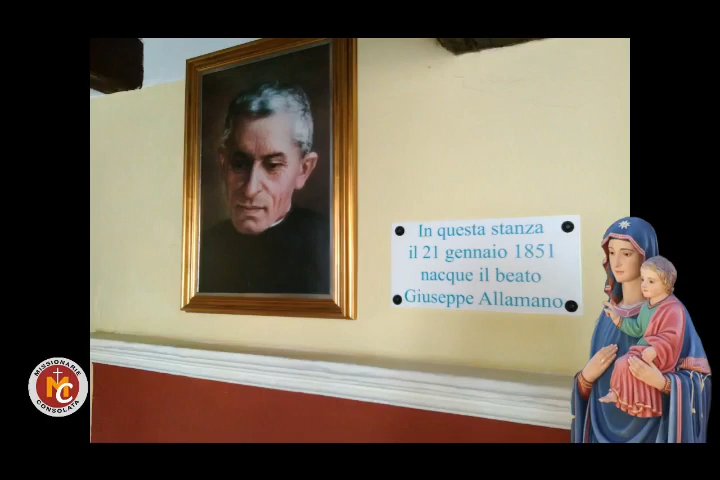 In questa stanza
il 21 gennaio 1851
nacque il beato
Giuseppe Allamano
MISSIONARIE
MC
CONSOLATA